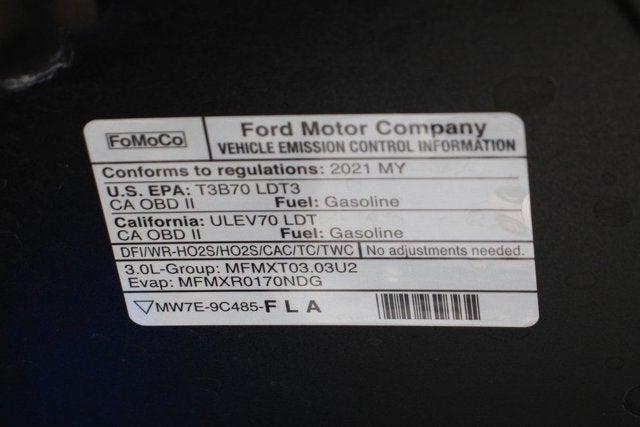 FoMoCo
Ford Motor Company
VEHICLE EMISSION CONTROL INFORMATION
Conforms to regulations: 2021 MY
U.S. EPA: T3B70 LDT3
CA OBD II Fuel: Gasoline
California: ULEV70 LDT
CA OBD II Fuel: Gasoline
DFI/WR-HO2S/HO2S/CAC/TC/TWC No adjustments needed.
3.0L-Group: MFMXT03.03U2
Evap: MFMXR0170NDG
MW7E-9C485-FLA